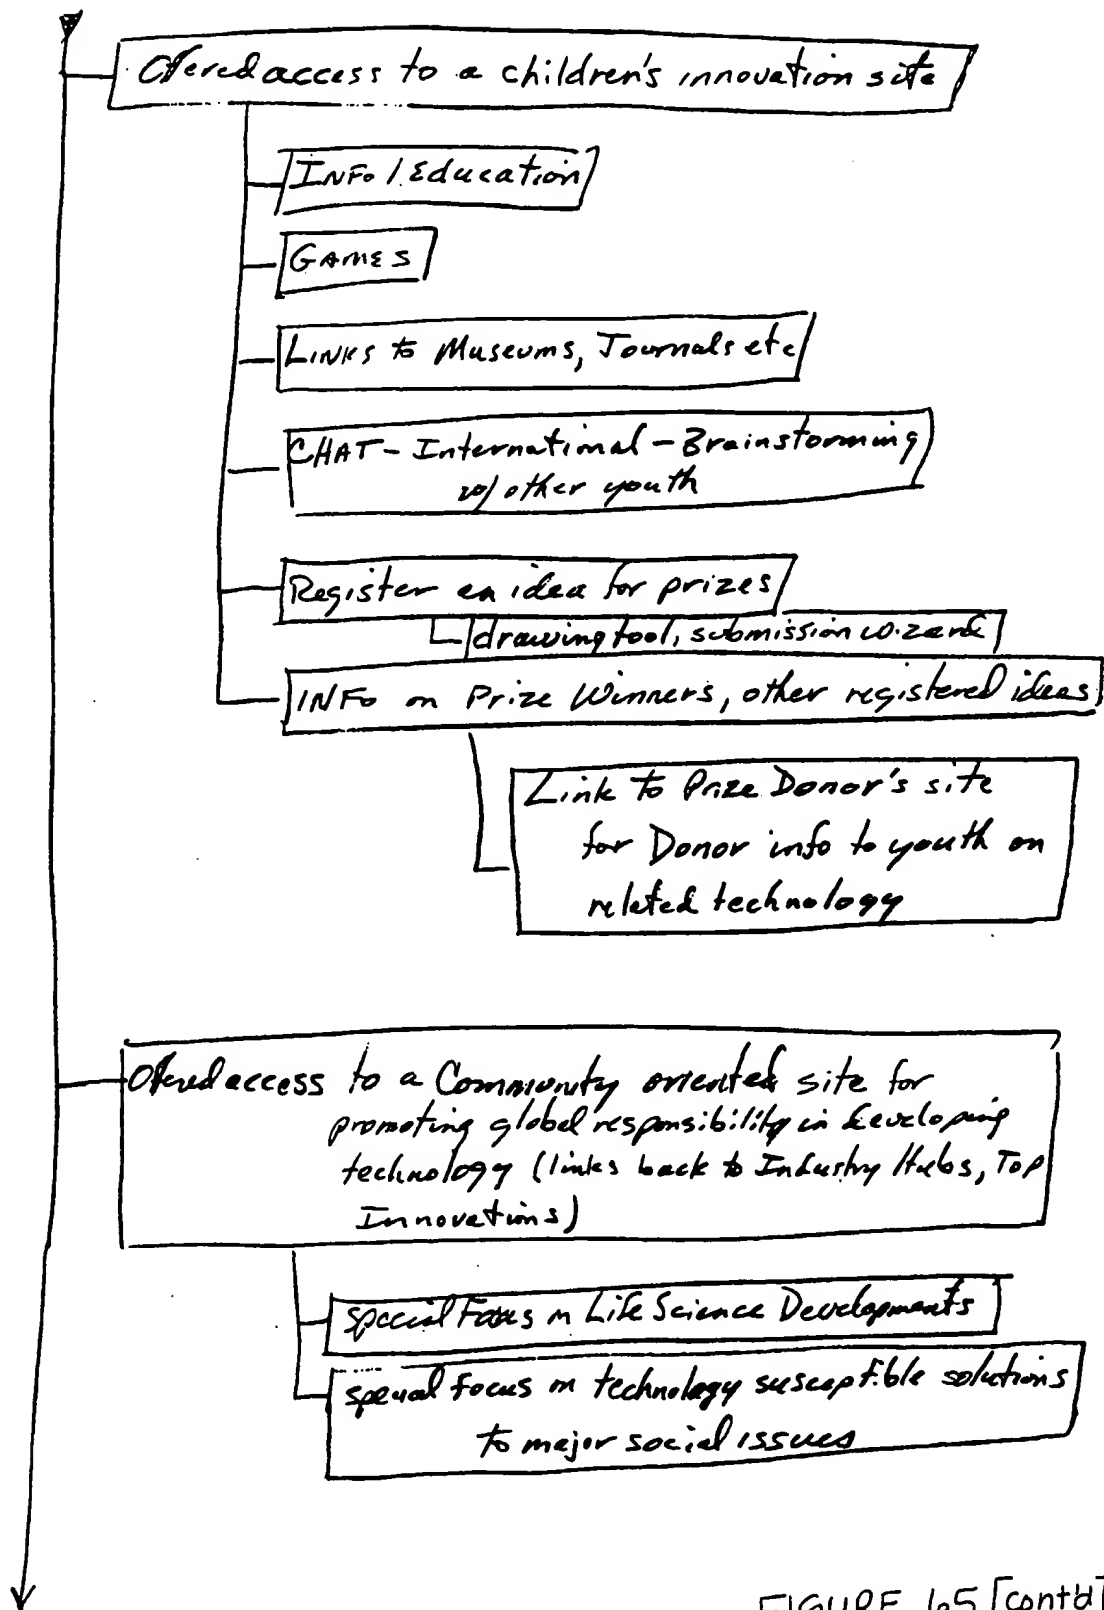 Offered access to a children's innovation site
INFO / Education
GAMES
LINKS to Museums, Journals etc
CHAT - International - Brainstorming
w/ other youth
Register an idea for prizes
drawing tool, submission wizard
INFO on Prize Winners, other registered ideas
Link to Prize Donor's site
for Donor info to youth on
related technology
Offered access to a Community oriented site for
promoting global responsibility in developing
technology (links back to Industry Hubs, Top
Innovations)
special Focus on Life Science Developments
special focus on technology susceptible solutions
to major social issues
FIGURE 65 [cont'd]